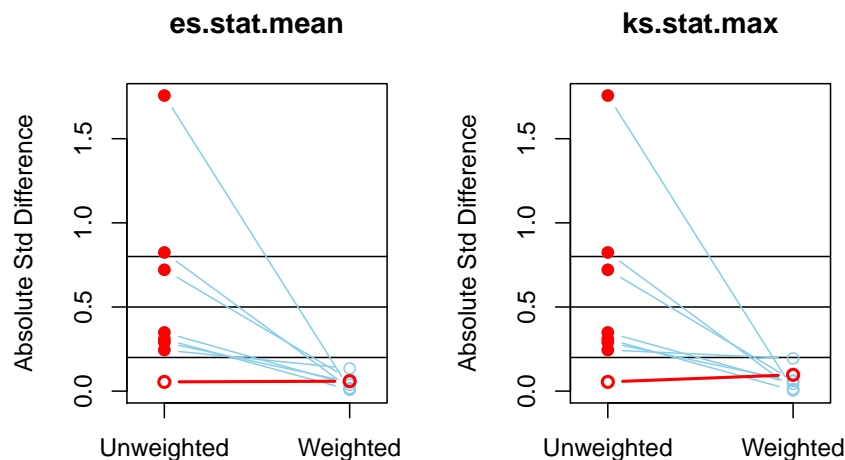 es.stat.mean
Absolute Std Difference
1.5
1.0
0.5
0.0
Unweighted Weighted
ks.stat.max
Absolute Std Difference
1.5
1.0
0.5
0.0
Unweighted Weighted